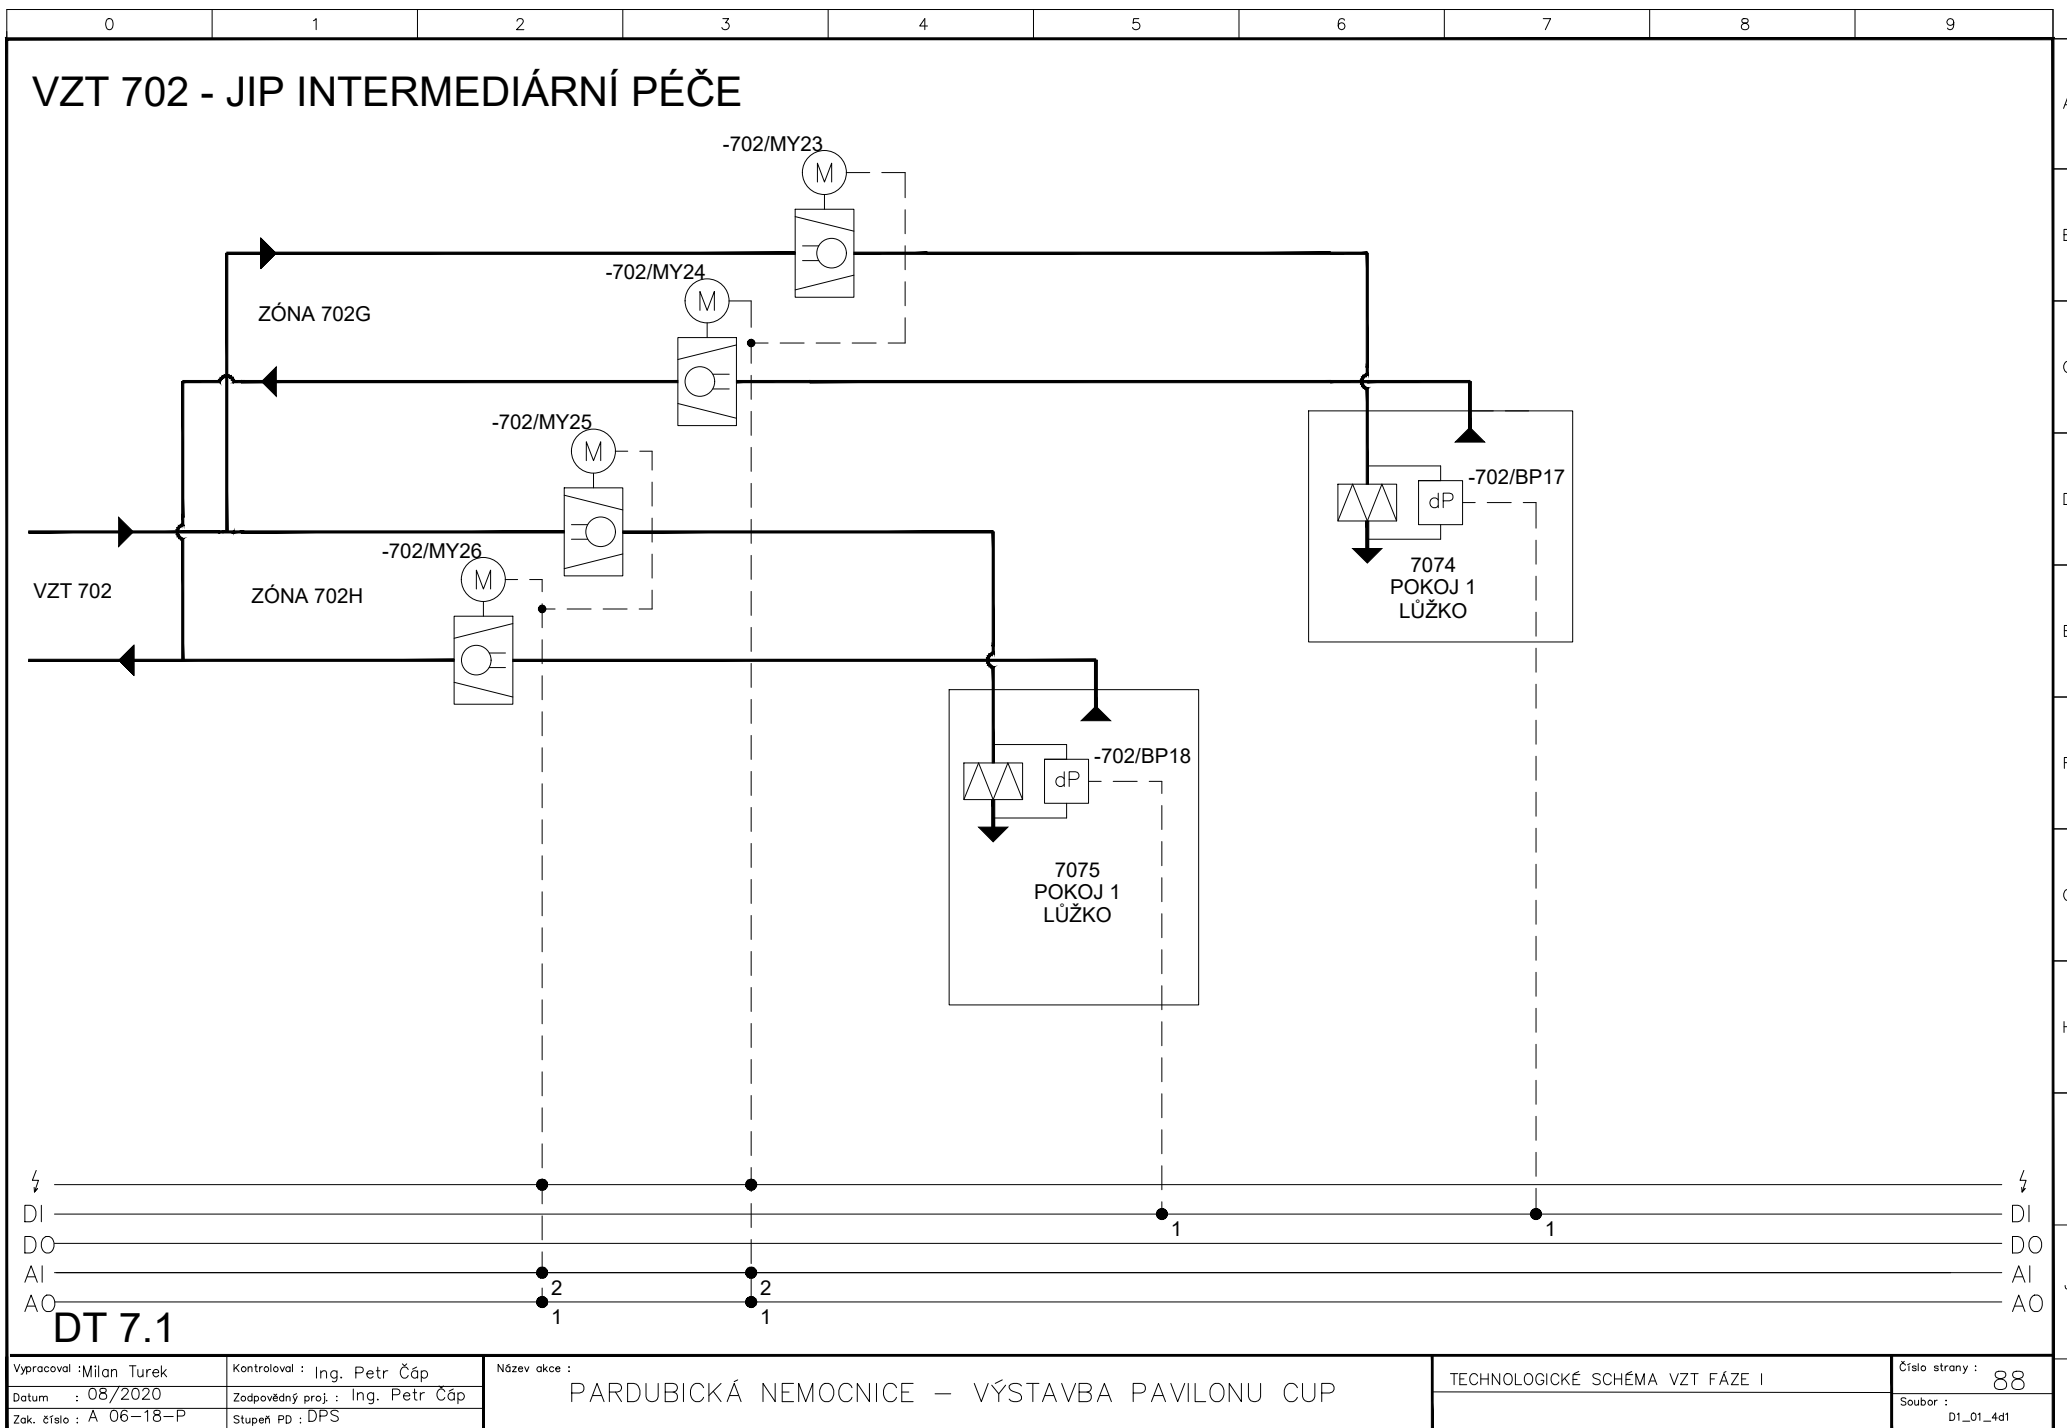 0 1 2 3 4 5 6 7 8 9
VZT 702 - JIP INTERMEDIÁRNÍ PÉČE
-702/MY23
M
-702/MY24
M
ZÓNA 702G
-702/MY25
M
-702/BP17
dP
-702/MY26
M
7074
POKOJ 1
LŮŽKO
VZT 702
ZÓNA 702H
-702/BP18
dP
7075
POKOJ 1
LŮŽKO
DI 1 1 DI
DO DO
AI 2 2 AI
AO 1 1 AO
DT 7.1
Vypracoval : Milan Turek
Datum : 08/2020
Zak. číslo : A 06-18-P
Kontroloval : Ing. Petr Čáp
Zodpovědný proj. : Ing. Petr Čáp
Stupeň PD : DPS
Název akce :
PARDUBICKÁ NEMOCNICE – VÝSTAVBA PAVILONU CUP
TECHNOLOGICKÉ SCHÉMA VZT FÁZE I
Číslo strany : 88
Soubor :
D1_01_4d1